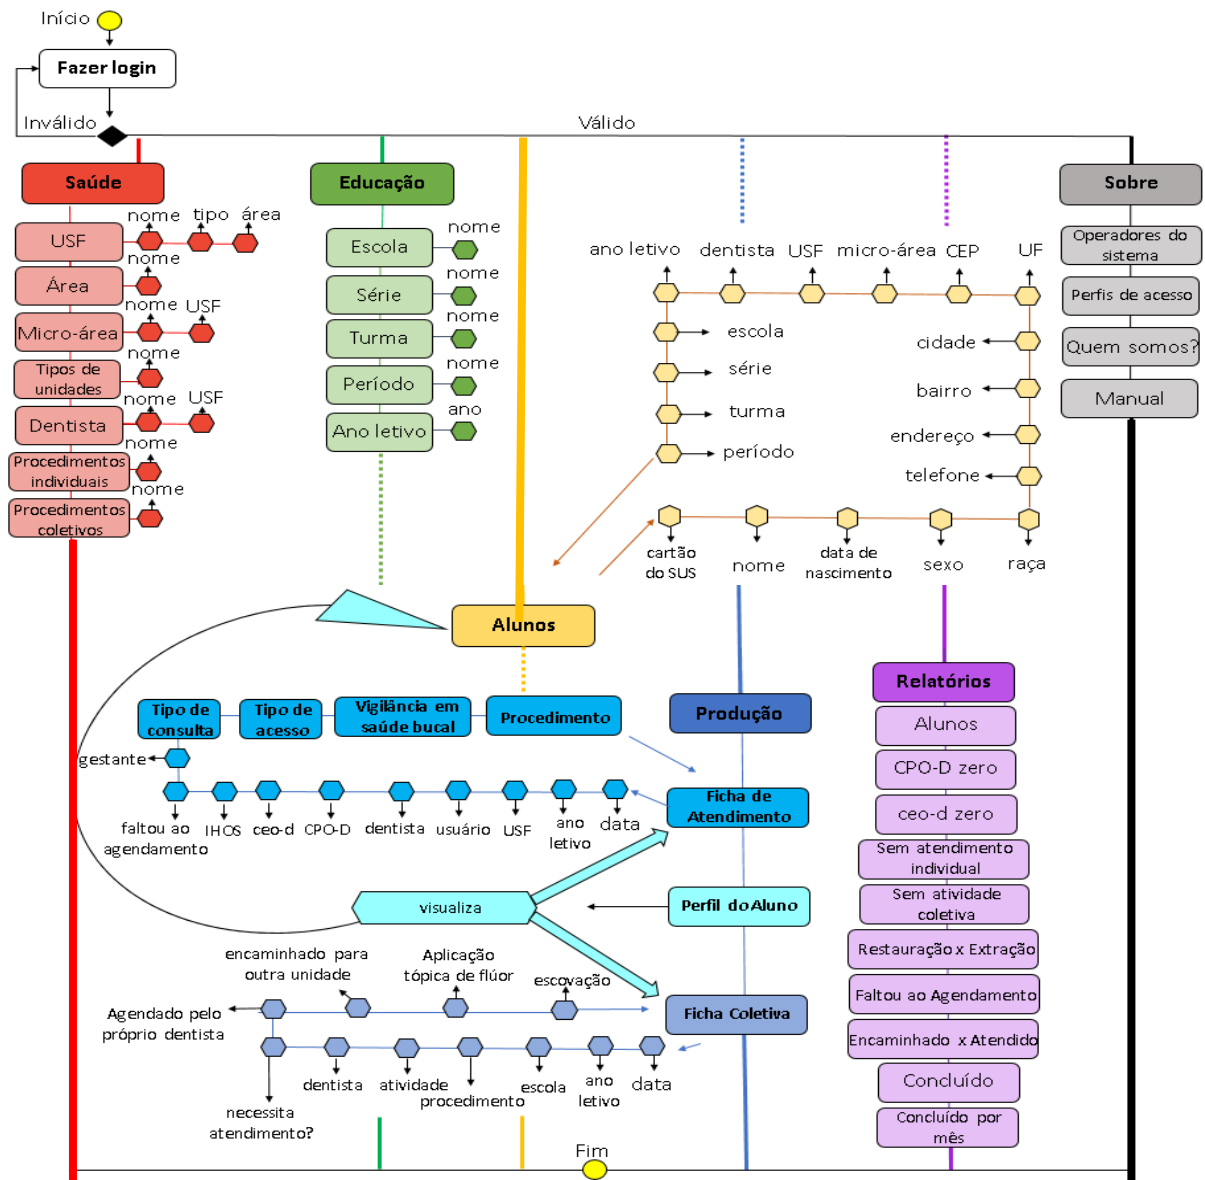 Início
Fazer login
Inválido
Válido
Saúde
Educação
Sobre
nome
tipo
área
USF
nome
Área
nome
USF
Micro-área
nome
Tipos de
unidades
nome
USF
Dentista
nome
Procedimentos
individuais
nome
Procedimentos
coletivos
nome
Escola
nome
Série
nome
Turma
nome
Período
ano
Ano letivo
ano letivo
dentista
USF
micro-área
CEP
UF
escola
série
turma
período
cidade
bairro
endereço
telefone
cartão
do SUS
nome
data de
nascimento
sexo
raça
Operadores do
sistema
Perfis de acesso
Quem somos?
Manual
Alunos
Tipo de
consulta
Tipo de
acesso
Vigilância em
saúde bucal
Procedimento
Produção
Relatórios
gestante
faltou ao
agendamento
IHOS
ceo-d
CPO-D
dentista
usuário
USF
ano
letivo
data
Ficha de
Atendimento
visualiza
Perfil do Aluno
encaminhado para
outra unidade
Aplicação
tópica de flúor
escovação
Agendado pelo
próprio dentista
Ficha Coletiva
necessita
atendimento?
dentista
atividade
procedimento
escola
ano
letivo
data
Alunos
CPO-D zero
ceo-d zero
Sem atendimento
individual
Sem atividade
coletiva
Restauração x Extração
Faltou ao Agendamento
Encaminhado x Atendido
Concluído
Concluído por
mês
Fim